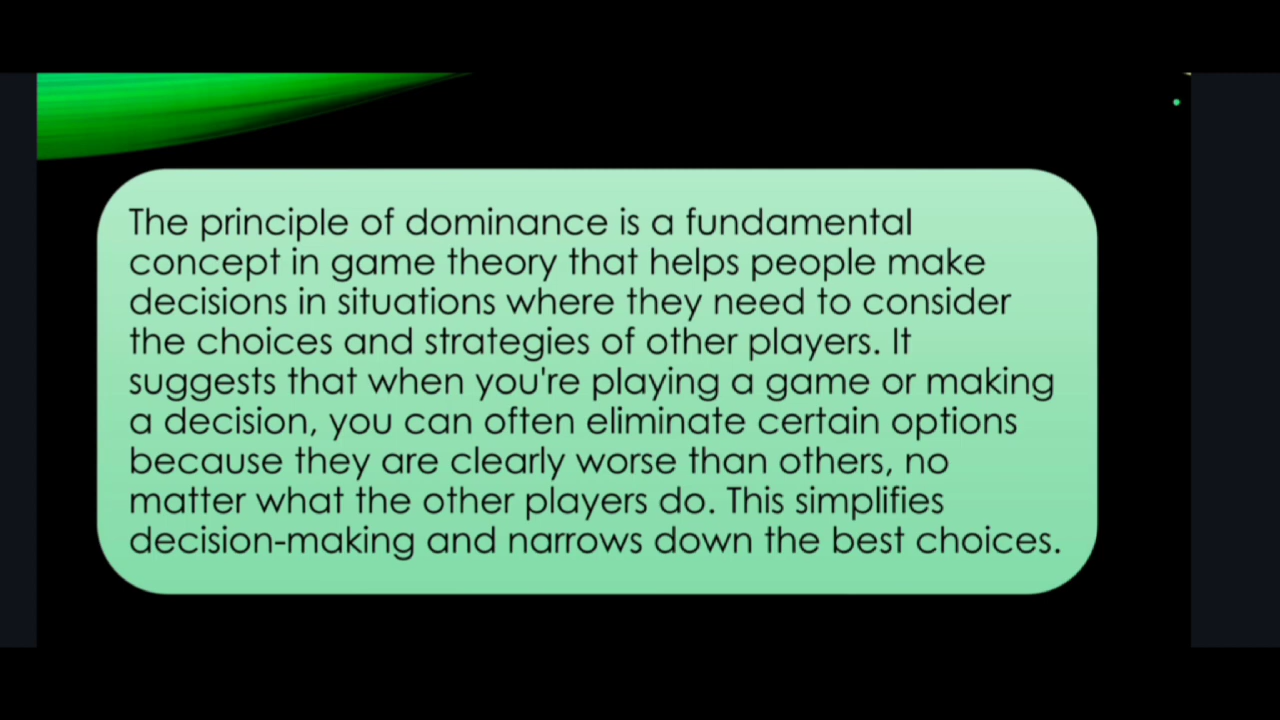 The principle of dominance is a fundamental
concept in game theory that helps people make
decisions in situations where they need to consider
the choices and strategies of other players. It
suggests that when you're playing a game or making
a decision, you can often eliminate certain options
because they are clearly worse than others, no
matter what the other players do. This simplifies
decision-making and narrows down the best choices.